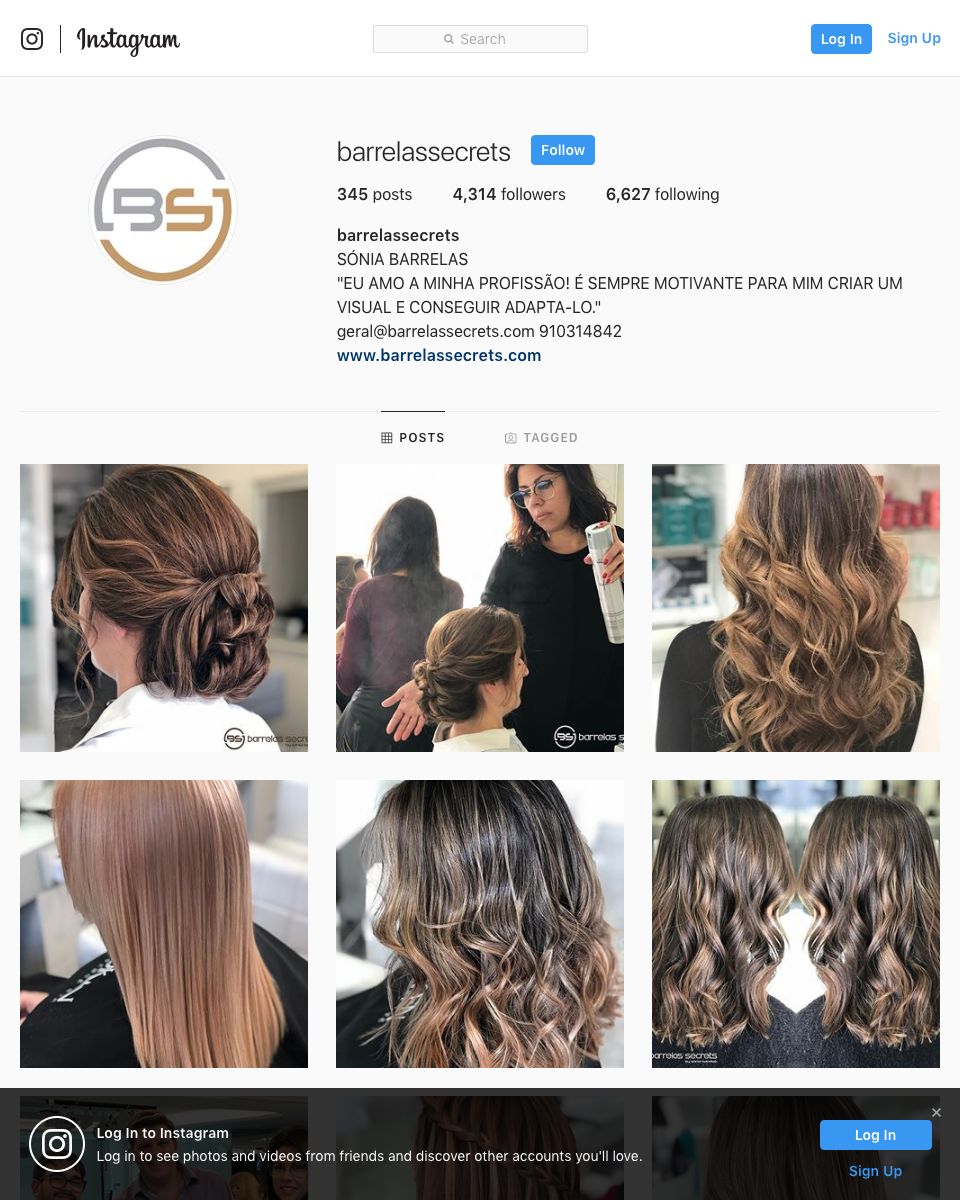 Instagram
Search
Log In
Sign Up
BS
barrelassecrets
Follow
345 posts
4,314 followers
6,627 following
barrelassecrets
SÓNIA BARRELAS
"EU AMO A MINHA PROFISSÃO! É SEMPRE MOTIVANTE PARA MIM CRIAR UM
VISUAL E CONSEGUIR ADAPTA-LO."
geral@barrelassecrets.com 910314842
www.barrelassecrets.com
POSTS
TAGGED
BS barrelas secre
BS barrelas se
barrelas secrets
Log In to Instagram
Log in to see photos and videos from friends and discover other accounts you'll love.
Log In
Sign Up